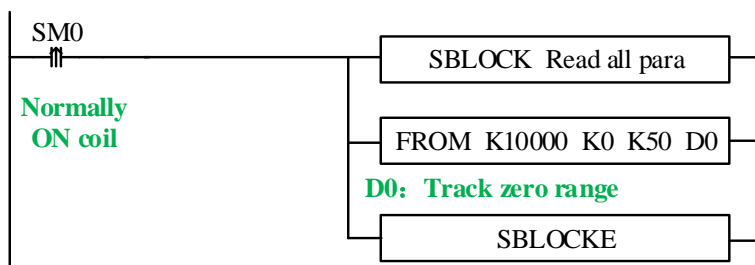 SM0
SBLOCK Read all para
Normally
ON coil
FROM K10000 K0 K50 D0
D0：Track zero range
SBLOCKE